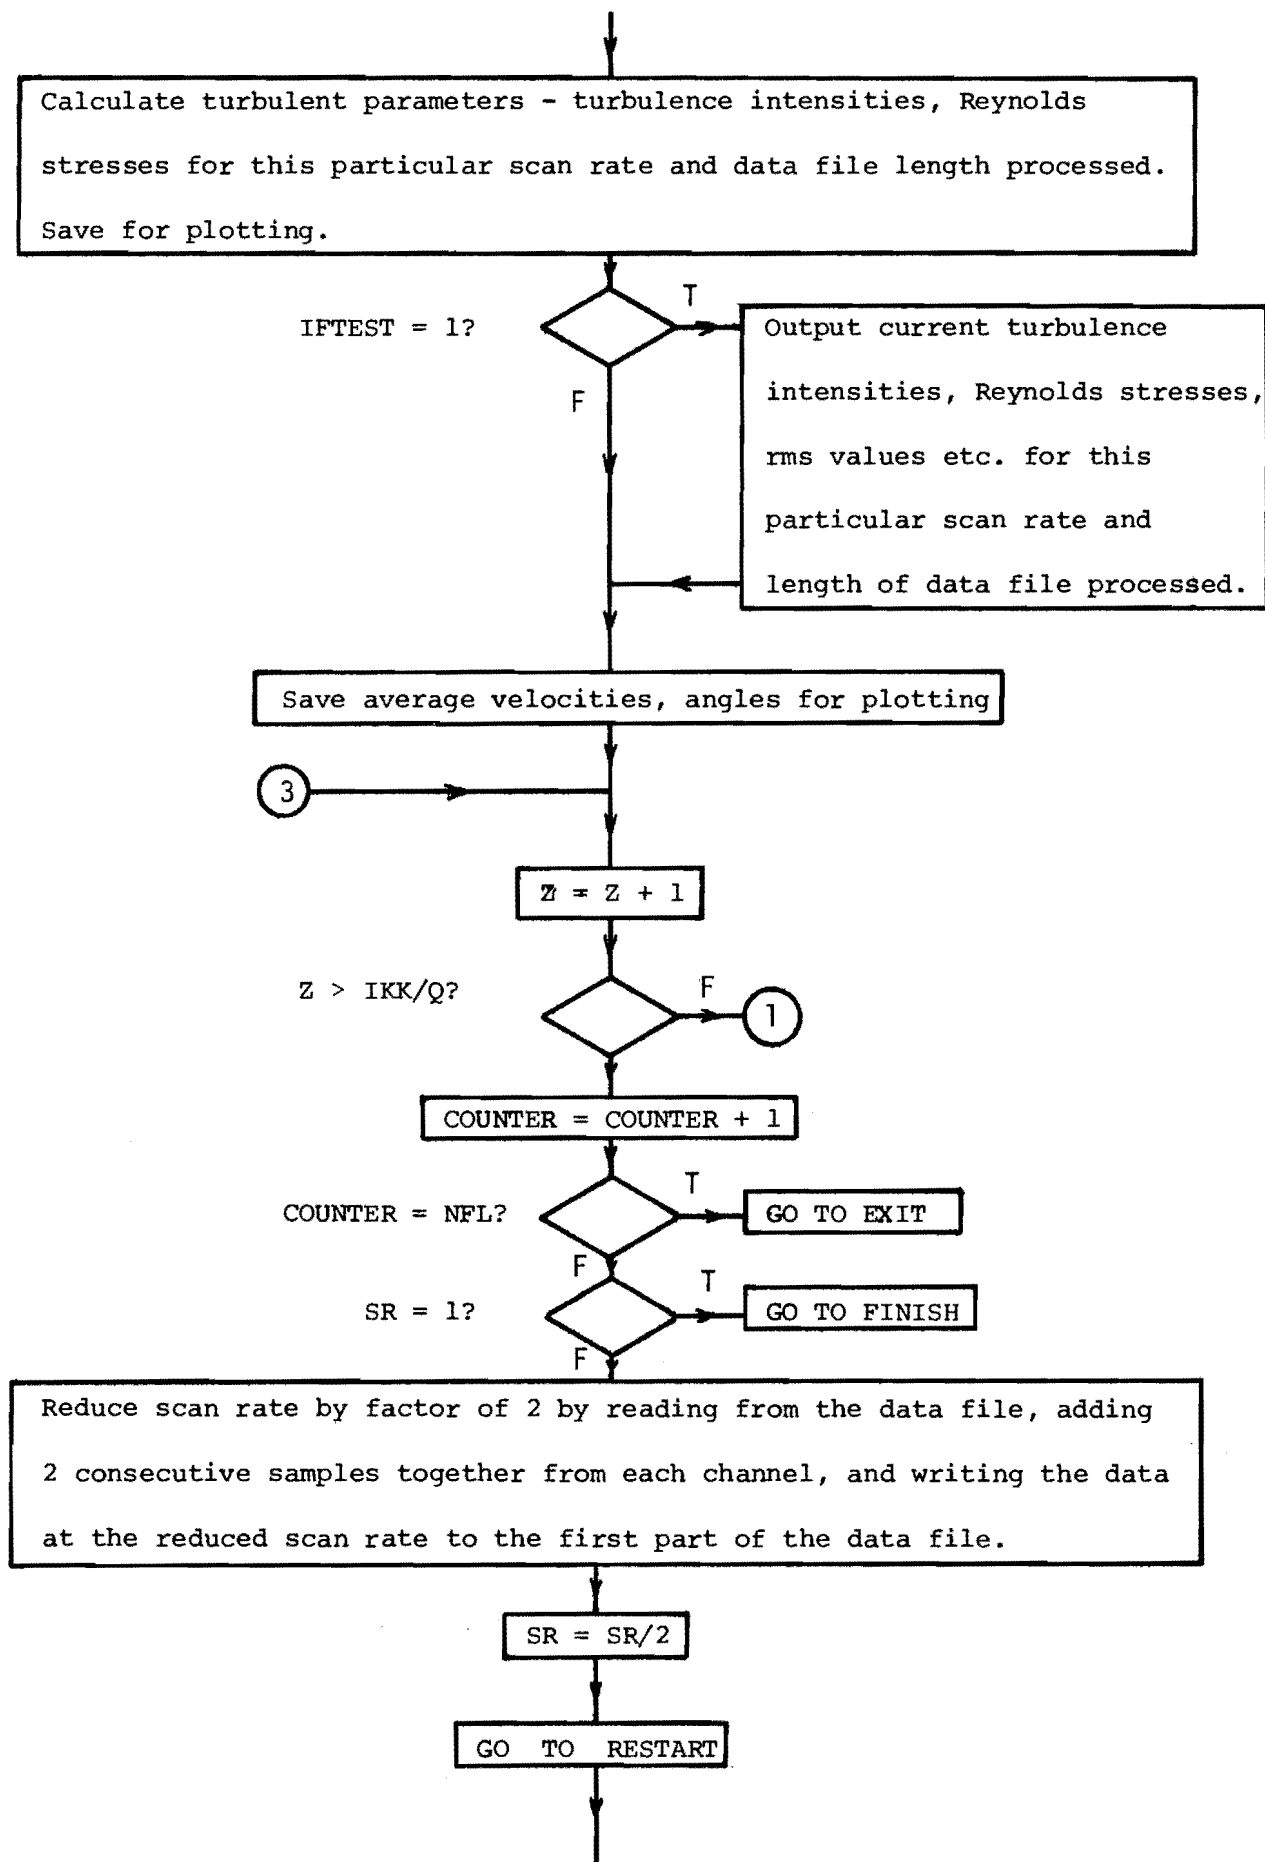 Calculate turbulent parameters - turbulence intensities, Reynolds
stresses for this particular scan rate and data file length processed.
Save for plotting.
IFTEST = 1?
T
F
Output current turbulence
intensities, Reynolds stresses,
rms values etc. for this
particular scan rate and
length of data file processed.
Save average velocities, angles for plotting
3
Z = Z + 1
Z > IKK/Q?
F
1
COUNTER = COUNTER + 1
COUNTER = NFL?
T
GO TO EXIT
F
SR = 1?
T
GO TO FINISH
F
Reduce scan rate by factor of 2 by reading from the data file, adding
2 consecutive samples together from each channel, and writing the data
at the reduced scan rate to the first part of the data file.
SR = SR/2
GO TO RESTART